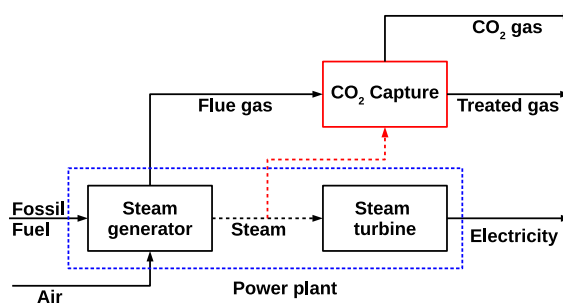 CO2 gas
CO2 Capture
Flue gas
Treated gas
Fossil
Fuel
Steam
generator
Steam
Steam
turbine
Electricity
Air
Power plant